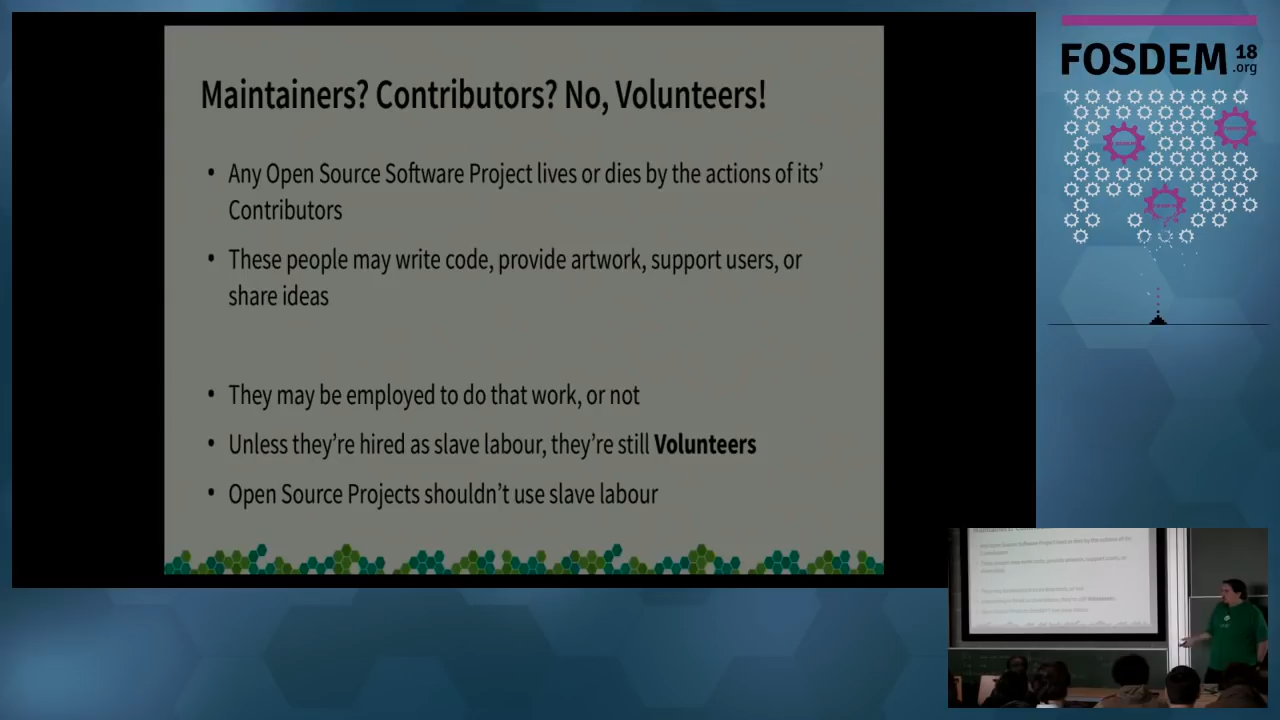 Maintainers? Contributors? No, Volunteers!
• Any Open Source Software Project lives or dies by the actions of its’
Contributors
• These people may write code, provide artwork, support users, or
share ideas
• They may be employed to do that work, or not
• Unless they’re hired as slave labour, they’re still Volunteers
• Open Source Projects shouldn’t use slave labour
FOSDEM 18
.org